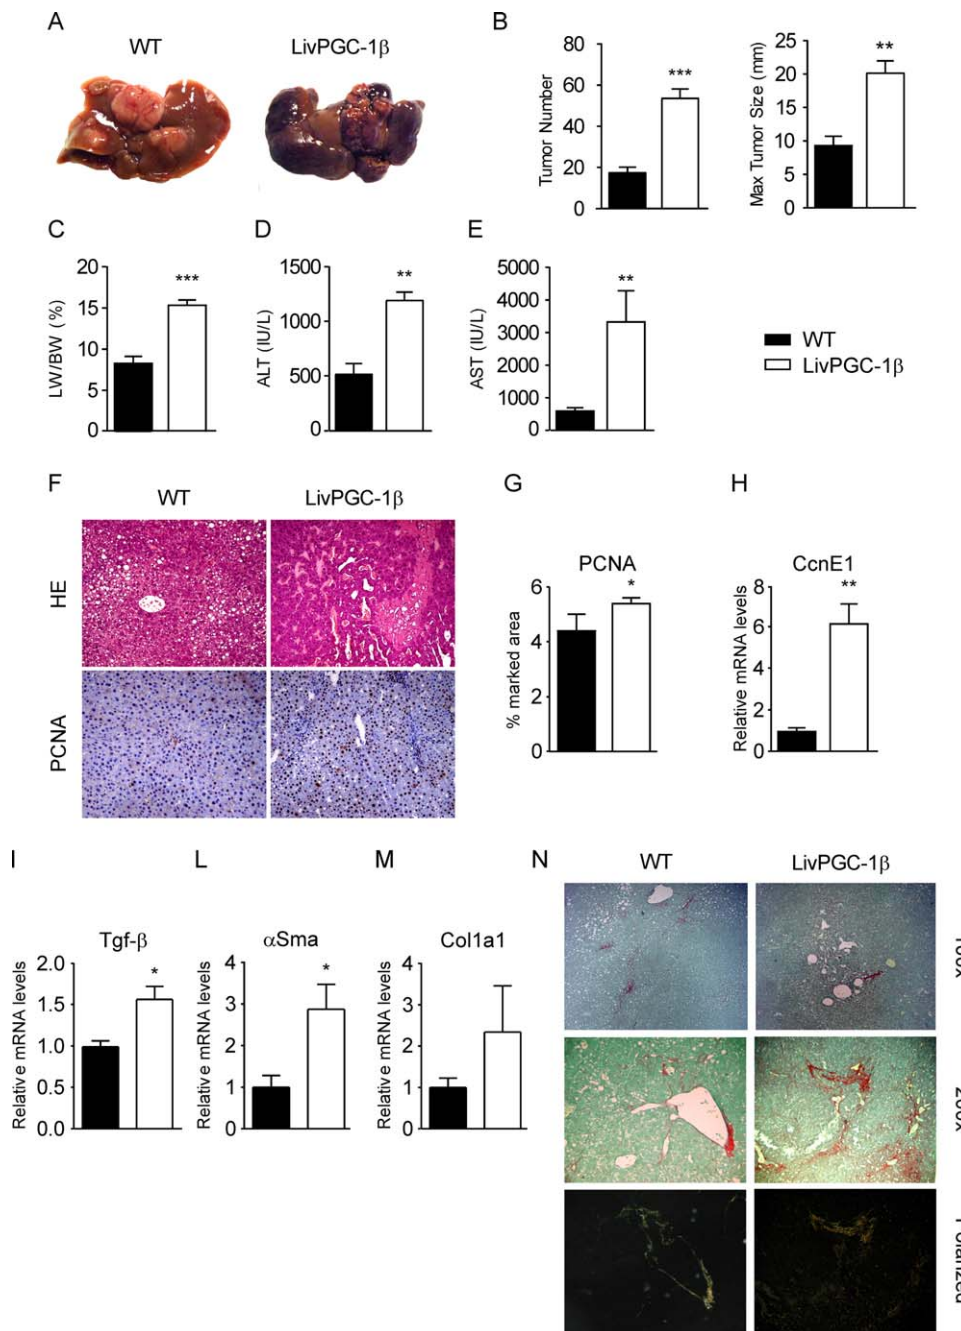 A
WT
LivPGC-1β
B
Tumor Number
80
60
40
20
0
***
Max Tumor Size (mm)
25
20
15
10
5
0
**
C
LW/BW (%)
20
15
10
5
0
***
D
ALT (IU/L)
1500
1000
500
0
**
E
AST (IU/L)
5000
4000
3000
2000
1000
0
**
WT
LivPGC-1β
F
WT
LivPGC-1β
HE
PCNA
G
PCNA
% marked area
6
4
2
0
*
H
CcnE1
Relative mRNA levels
8
6
4
2
0
**
I
Tgf-β
Relative mRNA levels
2.0
1.5
1.0
0.5
0.0
*
L
αSma
Relative mRNA levels
4
3
2
1
0
*
M
Col1a1
Relative mRNA levels
4
3
2
1
0
N
WT
LivPGC-1β
100x
200x
Polarized